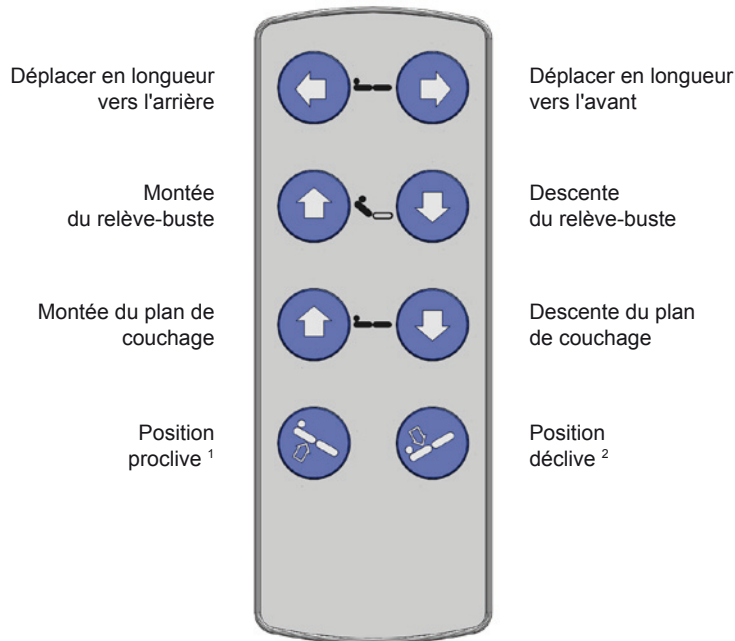 Déplacer en longueur
vers l'arrière
Déplacer en longueur
vers l'avant
Montée
du relève-buste
Descente
du relève-buste
Montée du plan de
couchage
Descente du plan
de couchage
Position
proclive ¹
Position
déclive ²